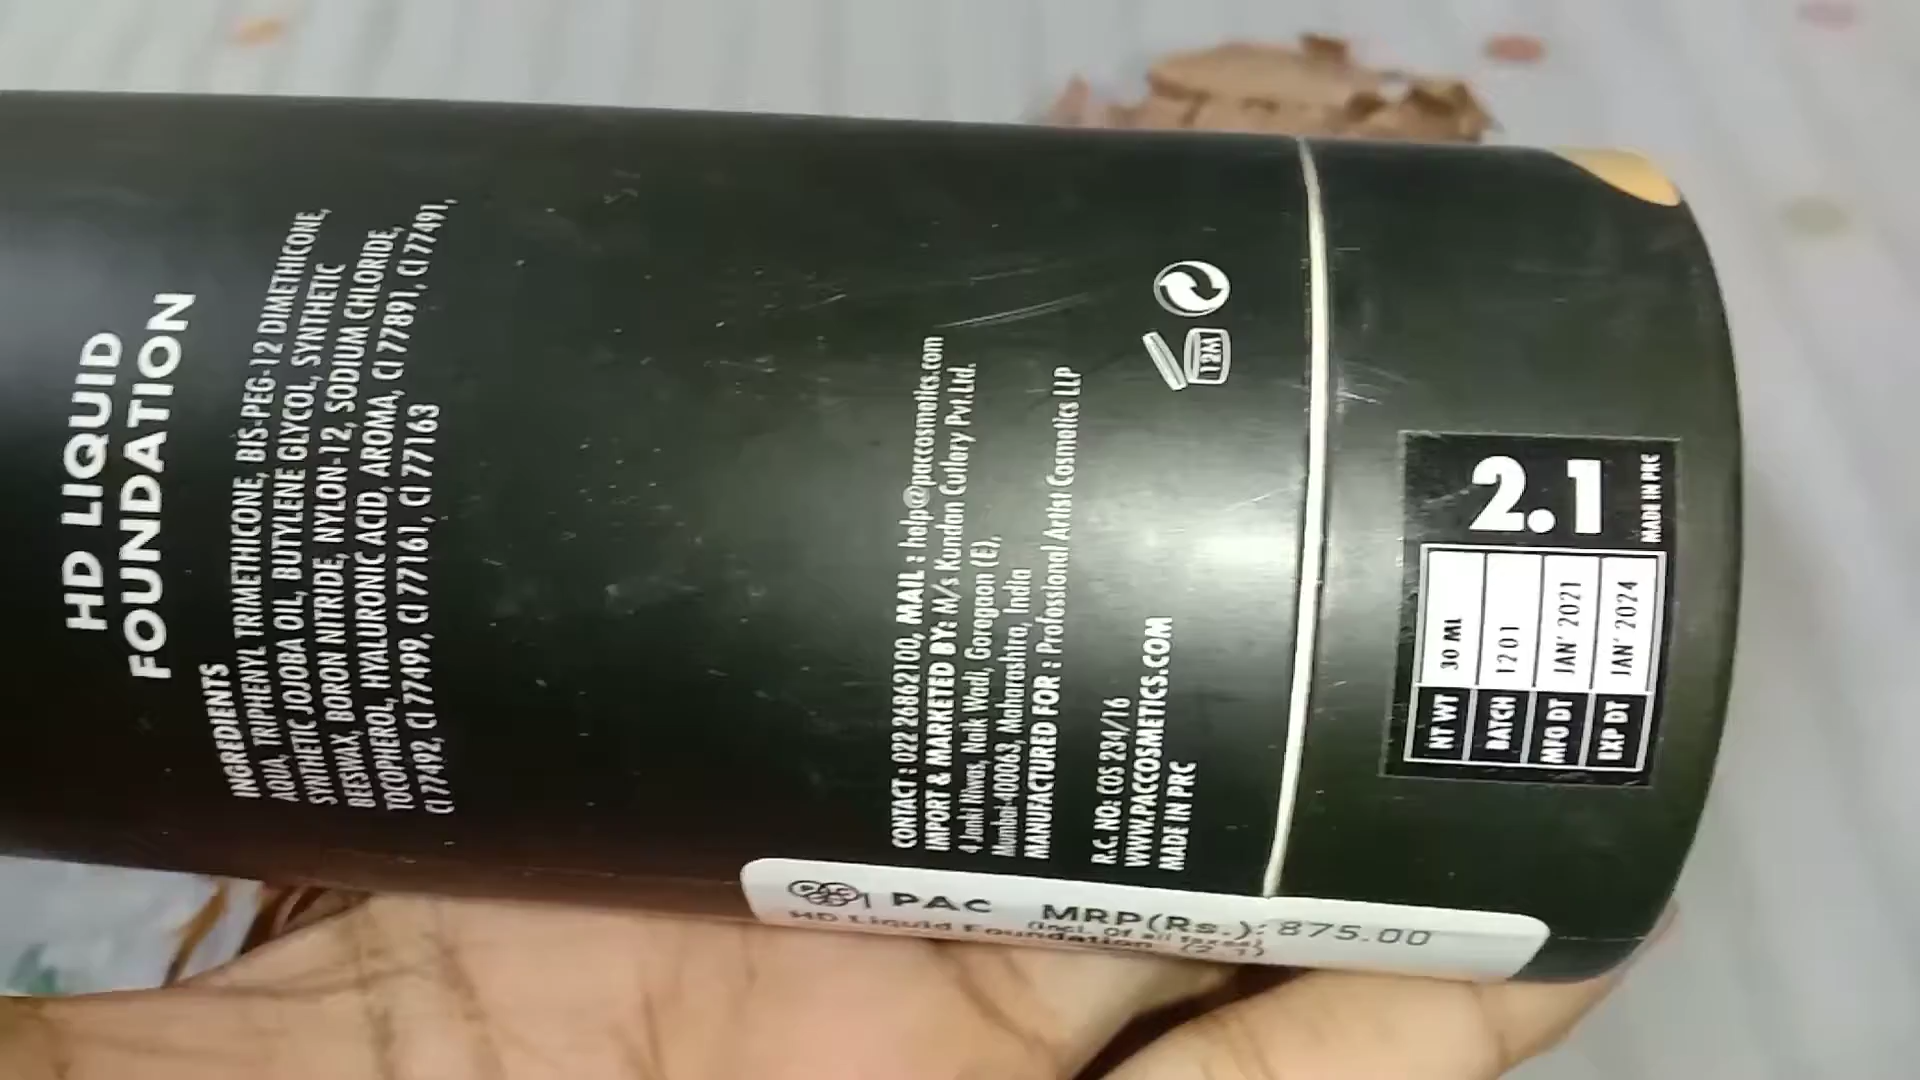 HD LIQUID
FOUNDATION
INGREDIENTS
AQUA, TRIPHENYL TRIMETHICONE, BIS-PEG-12 DIMETHICONE,
SYNTHETIC JOJOBA OIL, BUTYLENE GLYCOL, SYNTHETIC
BEESWAX, BORON NITRIDE, NYLON-12, SODIUM CHLORIDE,
TOCOPHEROL, HYALURONIC ACID, AROMA, CI 77891, CI 77491,
CI 77492, CI 77499, CI 77161, CI 77163
CONTACT : 022 26862100, MAIL : help@paccosmetics.com
IMPORT & MARKETED BY: M/s Kundan Cutlery Pvt.Ltd.
4 Janki Niwas, Naik Wadi, Goregaon (E),
Mumbai-400063, Maharashtra, India
MANUFACTURED FOR : Professional Artist Cosmetics LLP
R.C. NO: COS 234/16
WWW.PACCOSMETICS.COM
MADE IN PRC
12M
2.1
NT WT 30 ML
BATCH 1201
MFG DT JAN' 2021
EXP DT JAN' 2024
MADE IN PRC
PAC MRP(Rs.): 875.00
(Incl. Of all taxes)
HD Liquid Foundation (2.1)